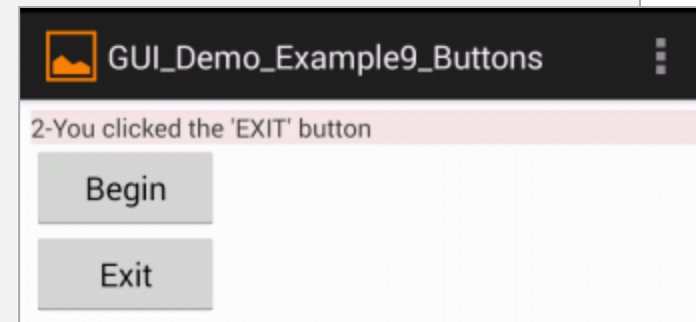 GUI_Demo_Example9_Buttons
2-You clicked the 'EXIT' button
Begin
Exit